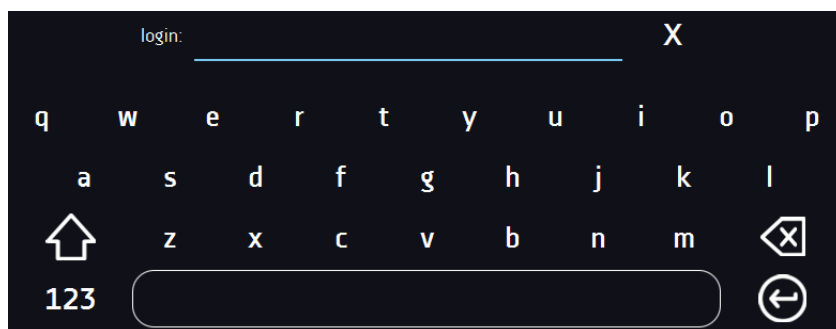 login: X
q w e r t y u i o p
a s d f g h j k l
z x c v b n m
123